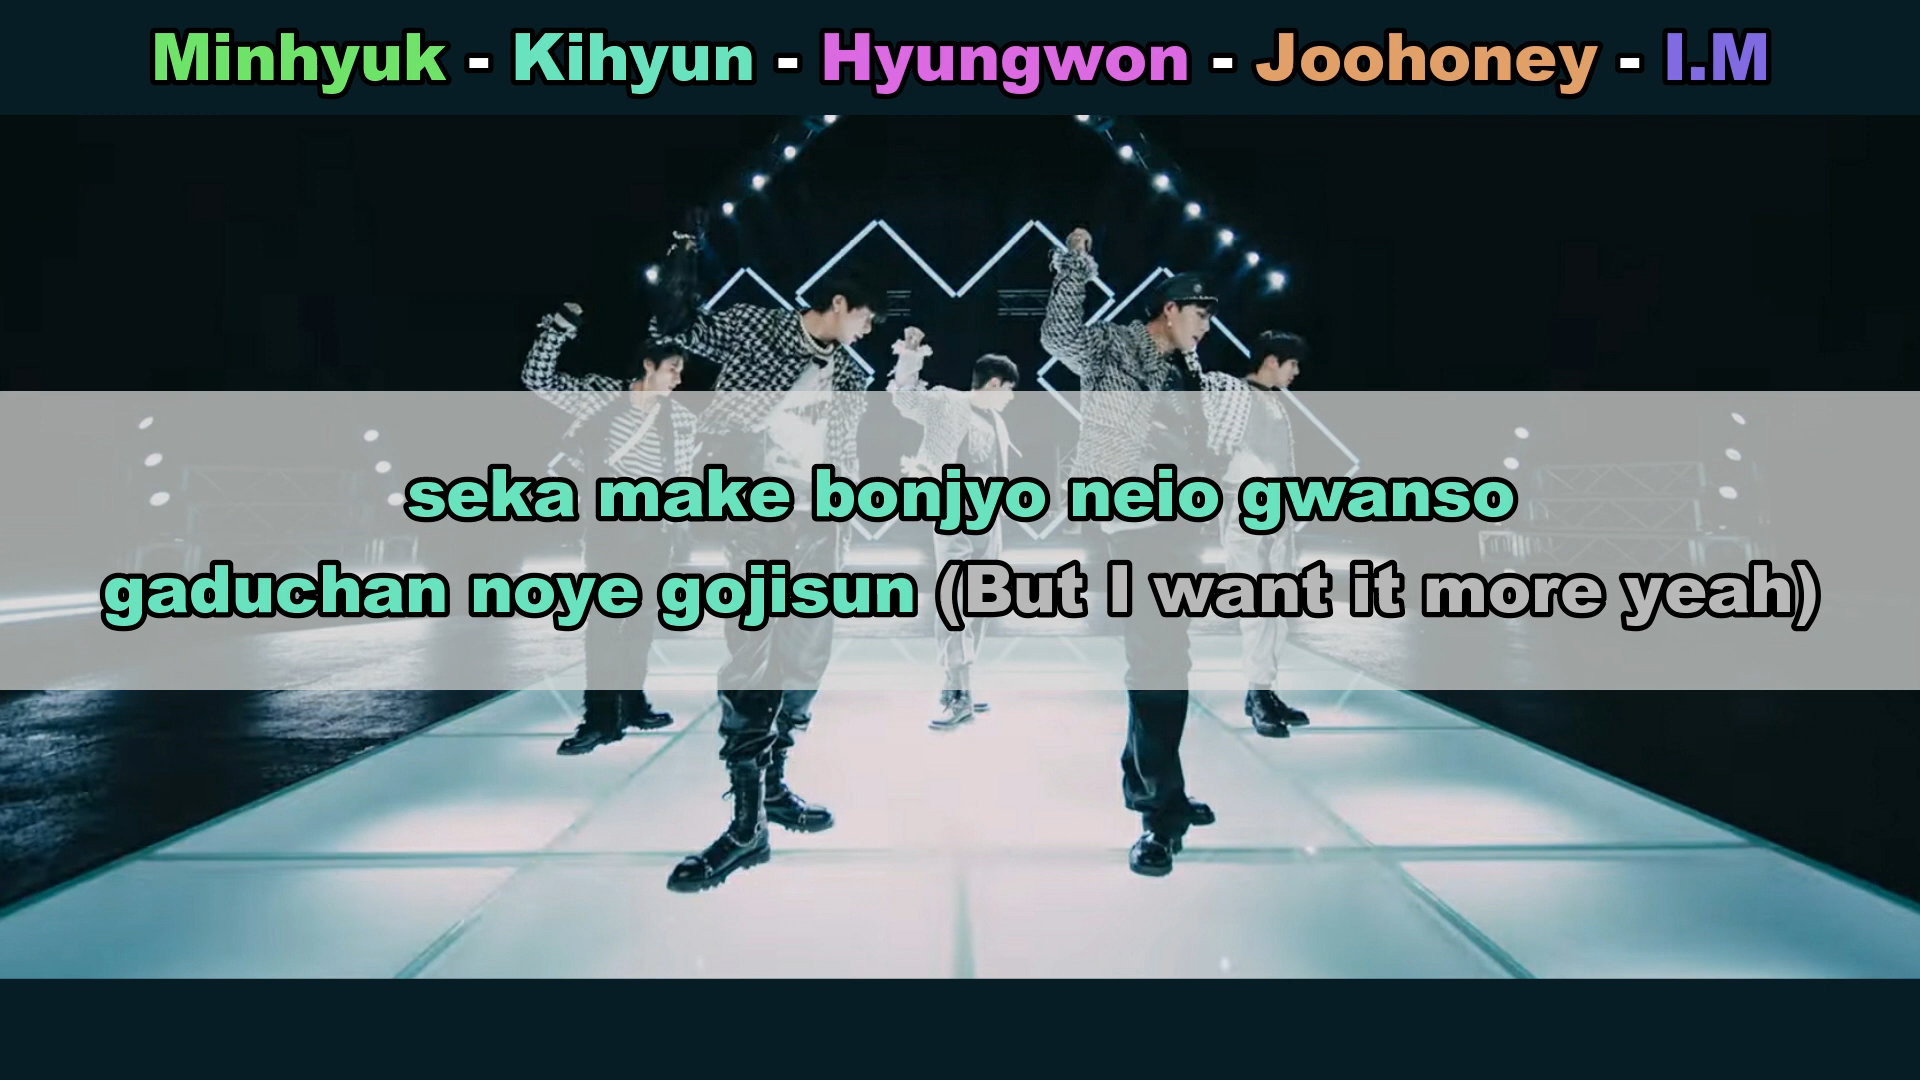 Minhyuk - Kihyun - Hyungwon - Joohoney - I.M
seka make bonjyo neio gwanso
gaduchan noye gojisun (But I want it more yeah)